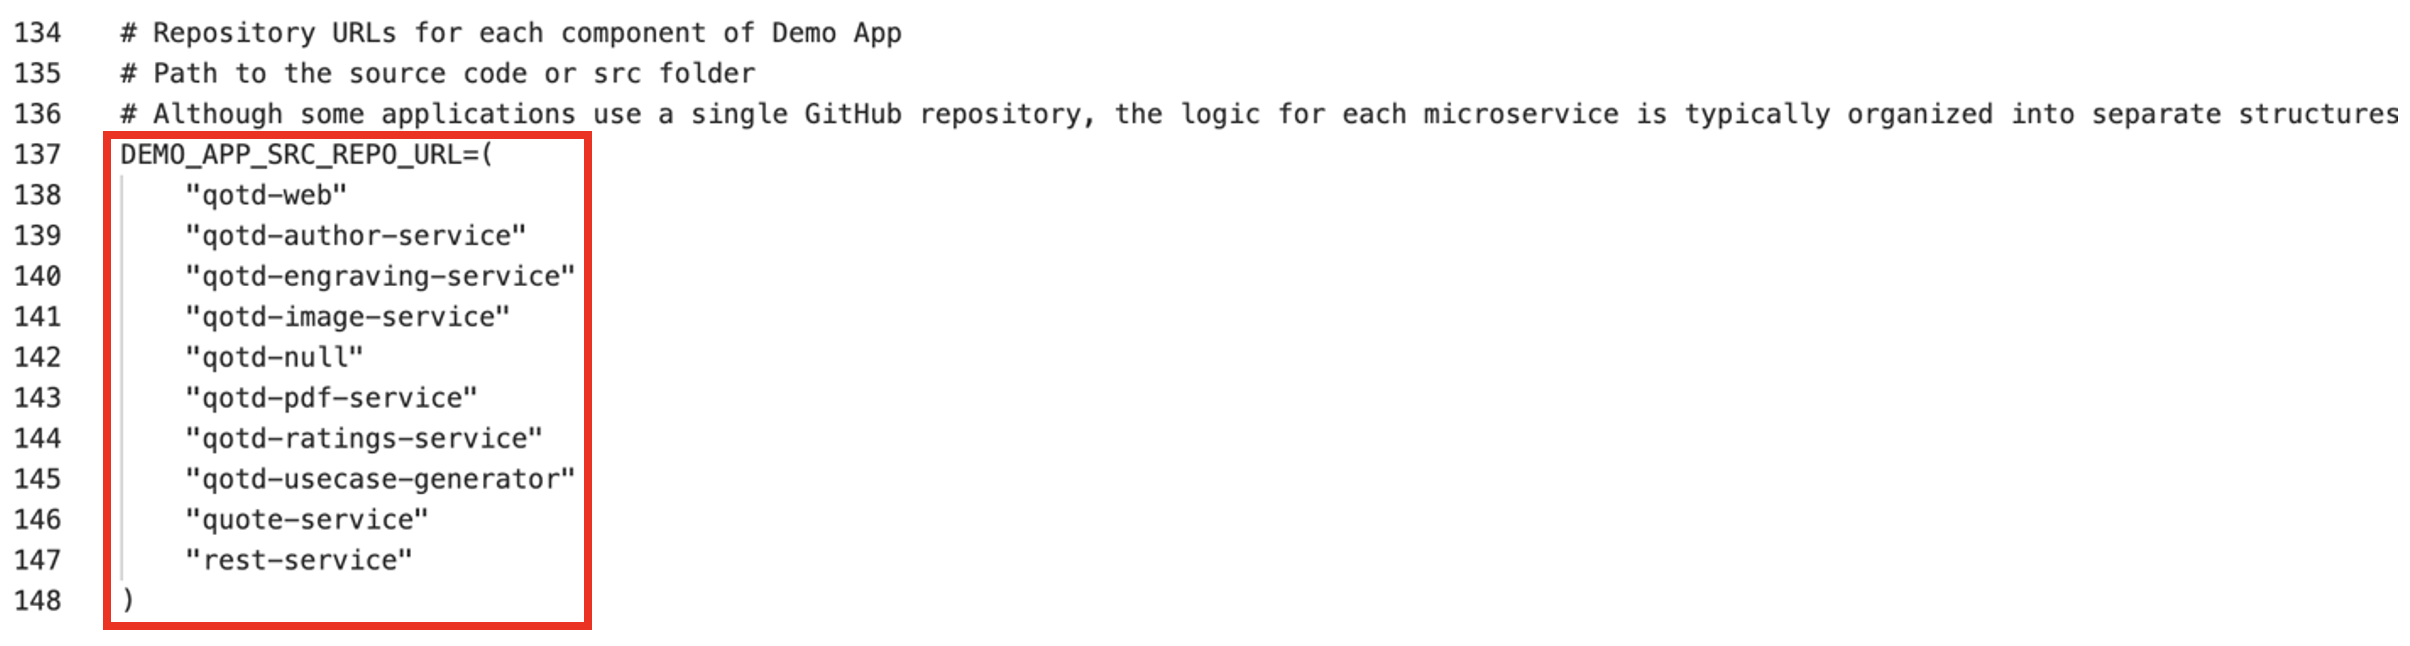 134 # Repository URLs for each component of Demo App
135 # Path to the source code or src folder
136 # Although some applications use a single GitHub repository, the logic for each microservice is typically organized into separate structures
137 DEMO_APP_SRC_REPO_URL=(
138 "qotd-web"
139 "qotd-author-service"
140 "qotd-engraving-service"
141 "qotd-image-service"
142 "qotd-null"
143 "qotd-pdf-service"
144 "qotd-ratings-service"
145 "qotd-usecase-generator"
146 "quote-service"
147 "rest-service"
148 )